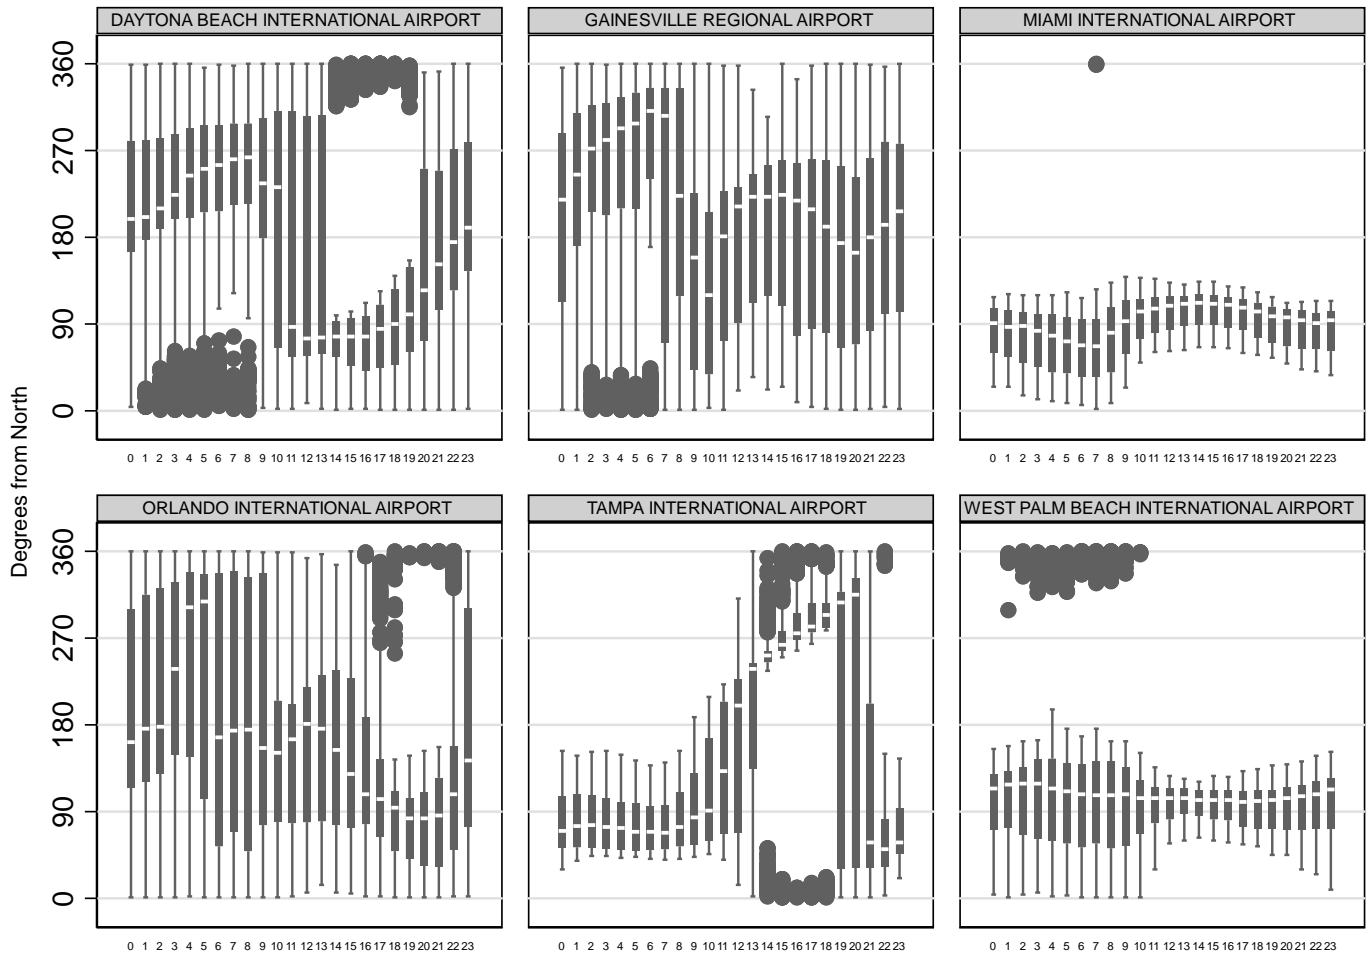 DAYTONA BEACH INTERNATIONAL AIRPORT
GAINESVILLE REGIONAL AIRPORT
MIAMI INTERNATIONAL AIRPORT
360
270
180
90
0
0 1 2 3 4 5 6 7 8 9 10 11 12 13 14 15 16 17 18 19 20 21 22 23
0 1 2 3 4 5 6 7 8 9 10 11 12 13 14 15 16 17 18 19 20 21 22 23
0 1 2 3 4 5 6 7 8 9 10 11 12 13 14 15 16 17 18 19 20 21 22 23
Degrees from North
ORLANDO INTERNATIONAL AIRPORT
TAMPA INTERNATIONAL AIRPORT
WEST PALM BEACH INTERNATIONAL AIRPORT
360
270
180
90
0
0 1 2 3 4 5 6 7 8 9 10 11 12 13 14 15 16 17 18 19 20 21 22 23
0 1 2 3 4 5 6 7 8 9 10 11 12 13 14 15 16 17 18 19 20 21 22 23
0 1 2 3 4 5 6 7 8 9 10 11 12 13 14 15 16 17 18 19 20 21 22 23